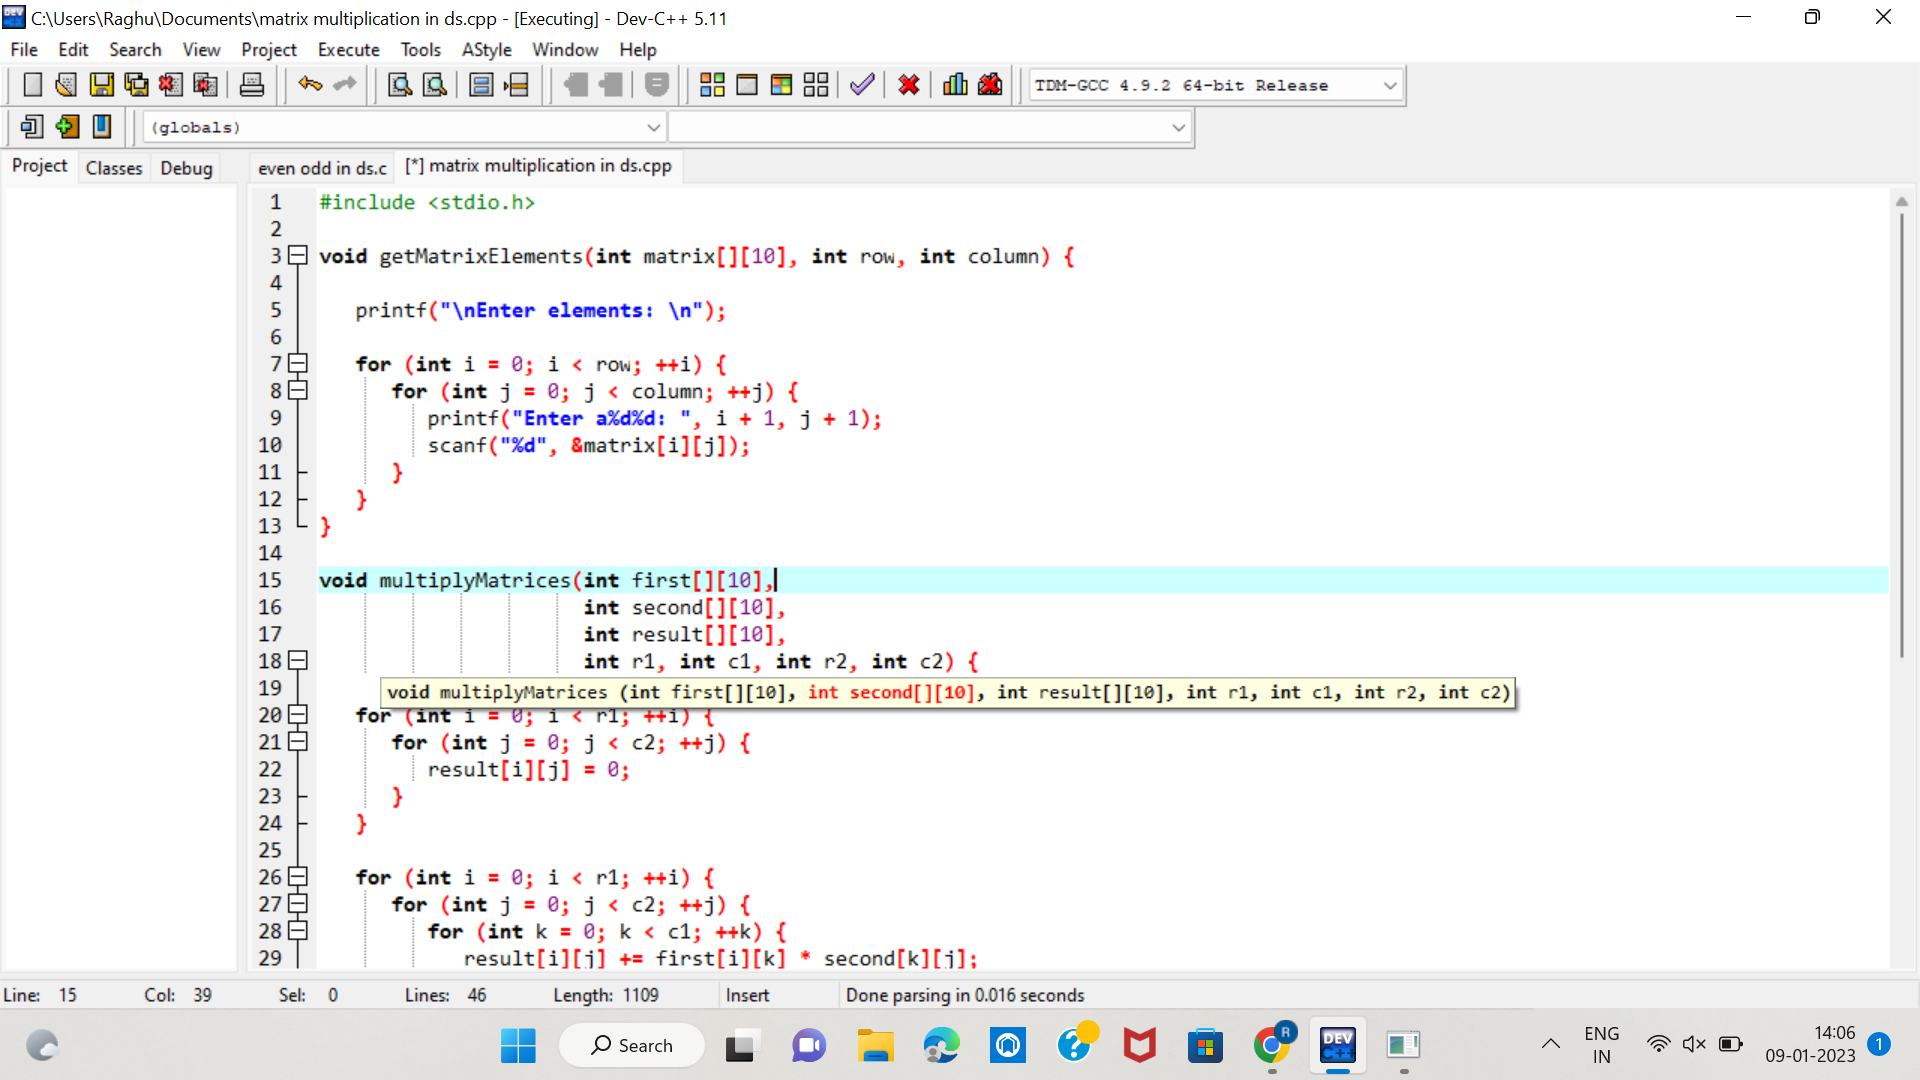 C:\Users\Raghu\Documents\matrix multiplication in ds.cpp - [Executing] - Dev-C++ 5.11
File Edit Search View Project Execute Tools AStyle Window Help
TDM-GCC 4.9.2 64-bit Release
(globals)
Project Classes Debug even odd in ds.c [*] matrix multiplication in ds.cpp
1 #include <stdio.h>
2
3 void getMatrixElements(int matrix[][10], int row, int column) {
4
5 printf("\nEnter elements: \n");
6
7 for (int i = 0; i < row; ++i) {
8 for (int j = 0; j < column; ++j) {
9 printf("Enter a%d%d: ", i + 1, j + 1);
10 scanf("%d", &matrix[i][j]);
11 }
12 }
13 }
14
15 void multiplyMatrices(int first[][10],
16 int second[][10],
17 int result[][10],
18 int r1, int c1, int r2, int c2) {
19
void multiplyMatrices (int first[][10], int second[][10], int result[][10], int r1, int c1, int r2, int c2)
20 for (int i = 0; i < r1; ++i) {
21 for (int j = 0; j < c2; ++j) {
22 result[i][j] = 0;
23 }
24 }
25
26 for (int i = 0; i < r1; ++i) {
27 for (int j = 0; j < c2; ++j) {
28 for (int k = 0; k < c1; ++k) {
29 result[i][j] += first[i][k] * second[k][j];
Line: 15 Col: 39 Sel: 0 Lines: 46 Length: 1109 Insert Done parsing in 0.016 seconds
Search
R
DEV
C++
ENG
IN
14:06
09-01-2023
1